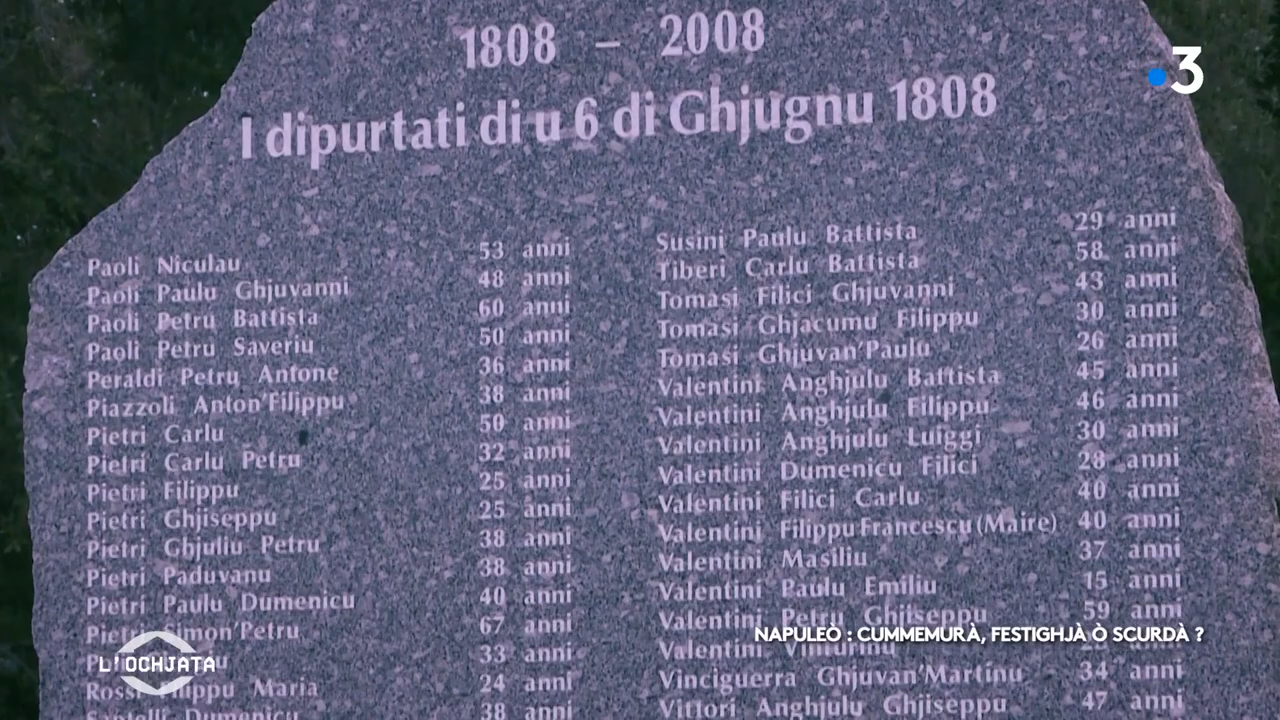 1808 – 2008
I dipurtati di u 6 di Ghjugnu 1808
Paoli Niculau 53 anni
Paoli Paulu Ghjuvanni 48 anni
Paoli Petru Battista 60 anni
Paoli Petru Saveriu 50 anni
Peraldi Petru Antone 36 anni
Piazzoli Anton'Filippu 38 anni
Pietri Carlu 50 anni
Pietri Carlu Petru 32 anni
Pietri Filippu 25 anni
Pietri Ghjiseppu 25 anni
Pietri Ghjuliu Petru 38 anni
Pietri Paduvanu 38 anni
Pietri Paulu Dumenicu 40 anni
Pietri Simon'Petru 67 anni
33 anni
Rossi Filippu Maria 24 anni
Santelli Dumenicu 38 anni
Susini Paulu Battista 29 anni
Tiberi Carlu Battista 58 anni
Tomasi Filici Ghjuvanni 43 anni
Tomasi Ghjacumu Filippu 30 anni
Tomasi Ghjuvan'Paulu 26 anni
Valentini Anghjulu Battista 45 anni
Valentini Anghjulu Filippu 46 anni
Valentini Anghjulu Luiggi 30 anni
Valentini Dumenicu Filici 28 anni
Valentini Filici Carlu 40 anni
Valentini Filippu Francescu (Maire) 40 anni
Valentini Masiliu 37 anni
Valentini Paulu Emiliu 15 anni
Valentini Petru Ghjiseppu 59 anni
Valentini Vinturinu anni
Vinciguerra Ghjuvan'Martinu 34 anni
Vittori Anghjulu Ghjiseppu 47 anni
3
NAPULEÒ : CUMMEMURÀ, FESTIGHJÀ Ò SCURDÀ ?
L'OCHJATA